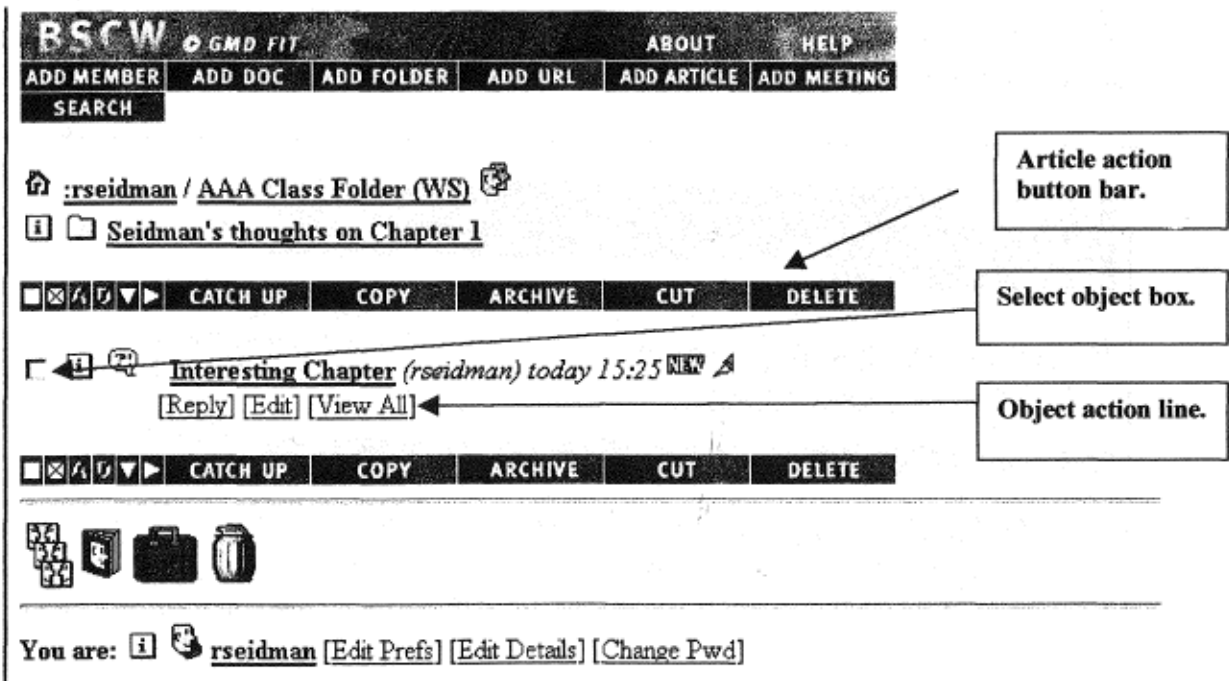 BSCW GMD FIT ABOUT HELP
ADD MEMBER ADD DOC ADD FOLDER ADD URL ADD ARTICLE ADD MEETING
SEARCH
:rseidman / AAA Class Folder (WS)
Seidman's thoughts on Chapter 1
Article action
button bar.
CATCH UP COPY ARCHIVE CUT DELETE
Select object box.
Interesting Chapter (rseidman) today 15:25 NEW
[Reply] [Edit] [View All]
Object action line.
CATCH UP COPY ARCHIVE CUT DELETE
You are: rseidman [Edit Prefs] [Edit Details] [Change Pwd]